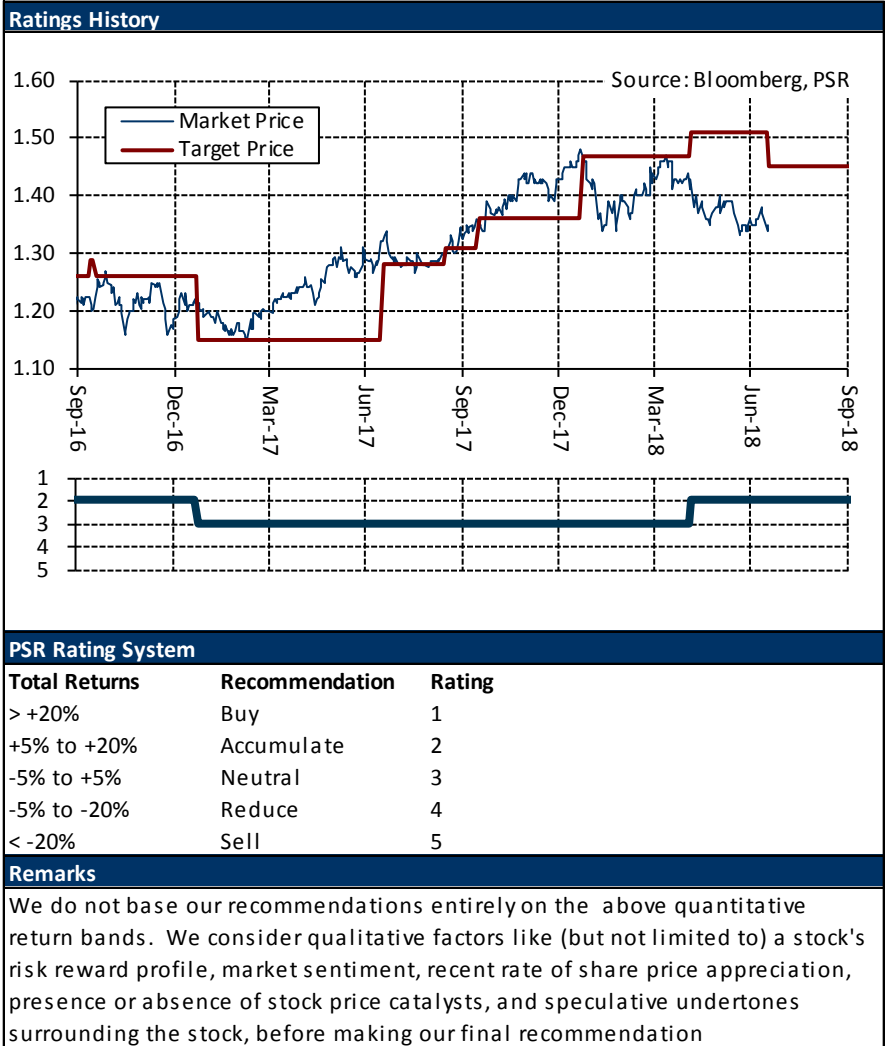 Ratings History
Source: Bloomberg, PSR
1.60
1.50
1.40
1.30
1.20
1.10
Market Price
Target Price
Sep-16
Dec-16
Mar-17
Jun-17
Sep-17
Dec-17
Mar-18
Jun-18
Sep-18
1
2
3
4
5
PSR Rating System
Total Returns Recommendation Rating
> +20% Buy 1
+5% to +20% Accumulate 2
-5% to +5% Neutral 3
-5% to -20% Reduce 4
< -20% Sell 5
Remarks
We do not base our recommendations entirely on the above quantitative
return bands. We consider qualitative factors like (but not limited to) a stock's
risk reward profile, market sentiment, recent rate of share price appreciation,
presence or absence of stock price catalysts, and speculative undertones
surrounding the stock, before making our final recommendation